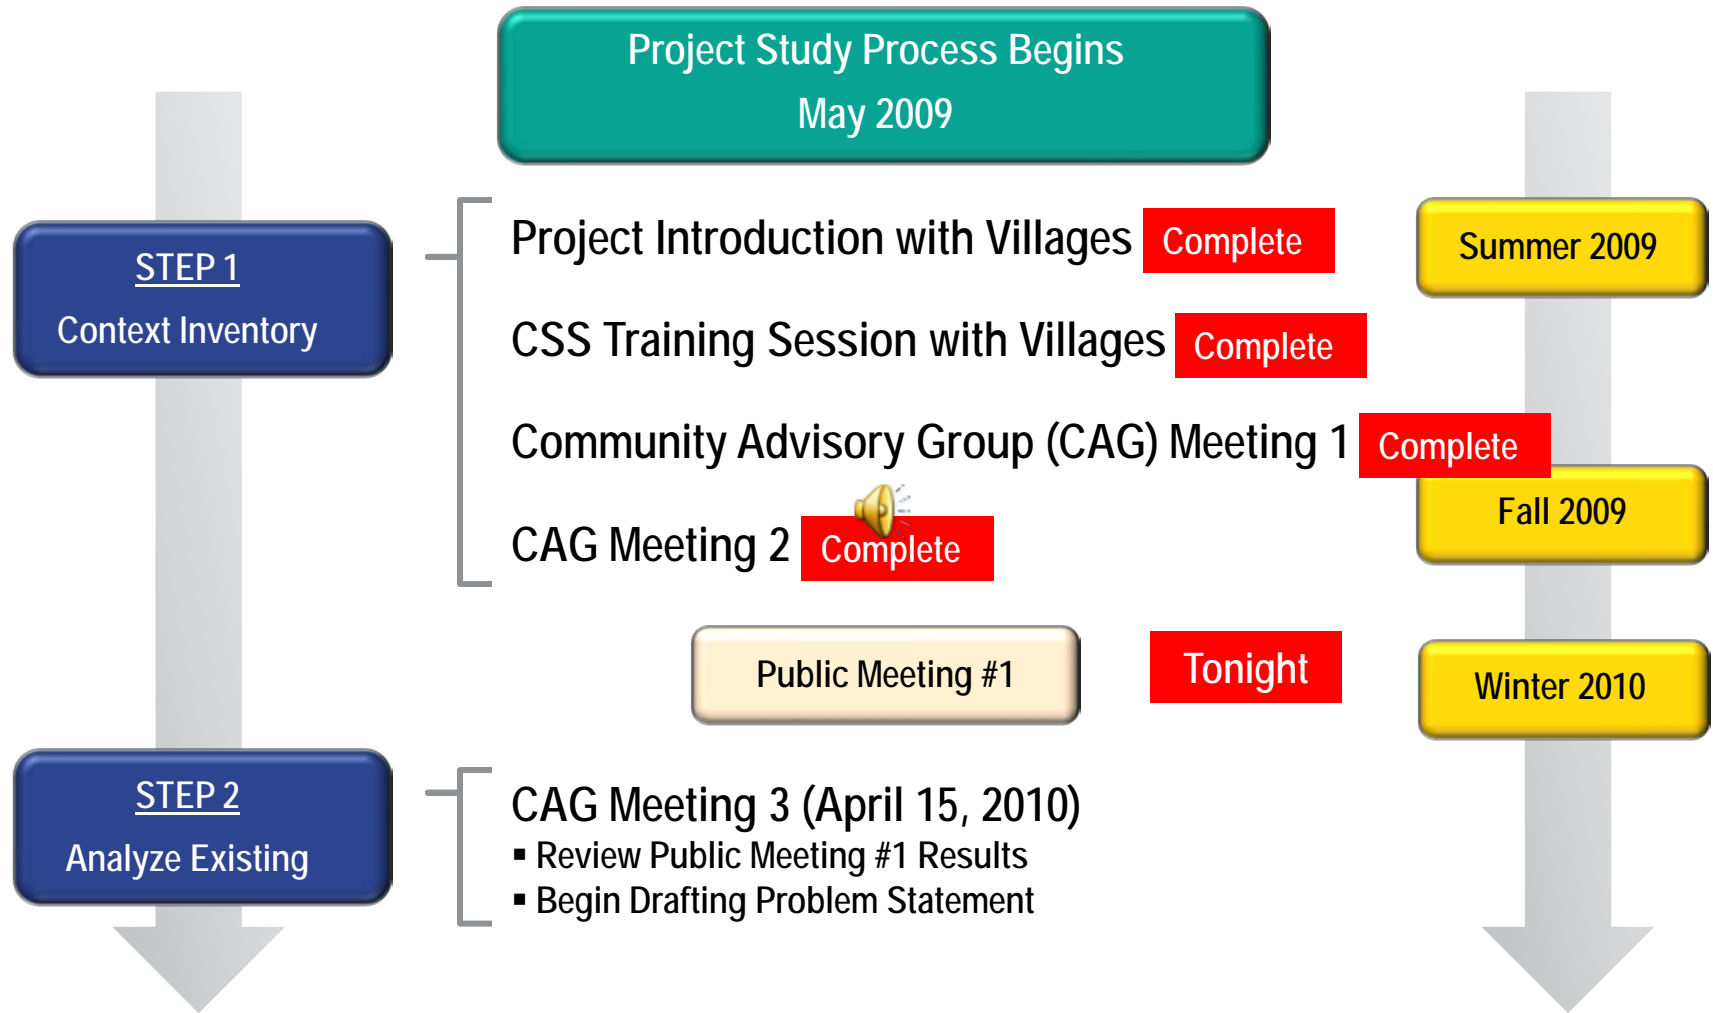 Project Study Process Begins
May 2009
STEP 1
Context Inventory
Project Introduction with Villages Complete
Summer 2009
CSS Training Session with Villages Complete
Community Advisory Group (CAG) Meeting 1 Complete
Fall 2009
CAG Meeting 2 Complete
Public Meeting #1
Tonight
Winter 2010
STEP 2
Analyze Existing
CAG Meeting 3 (April 15, 2010)
▪ Review Public Meeting #1 Results
▪ Begin Drafting Problem Statement